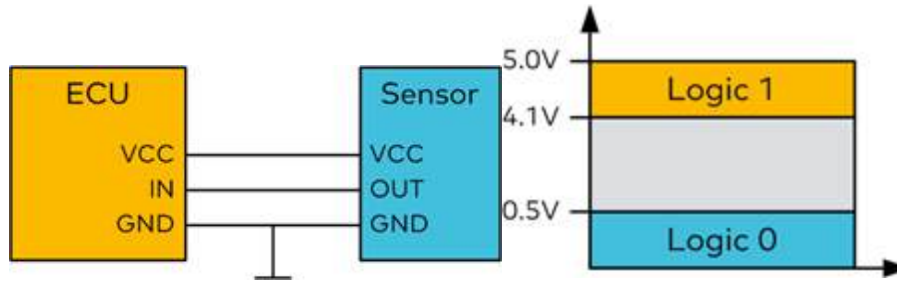 ECU
VCC
IN
GND
Sensor
VCC
OUT
GND
5.0V
4.1V
0.5V
Logic 1
Logic 0